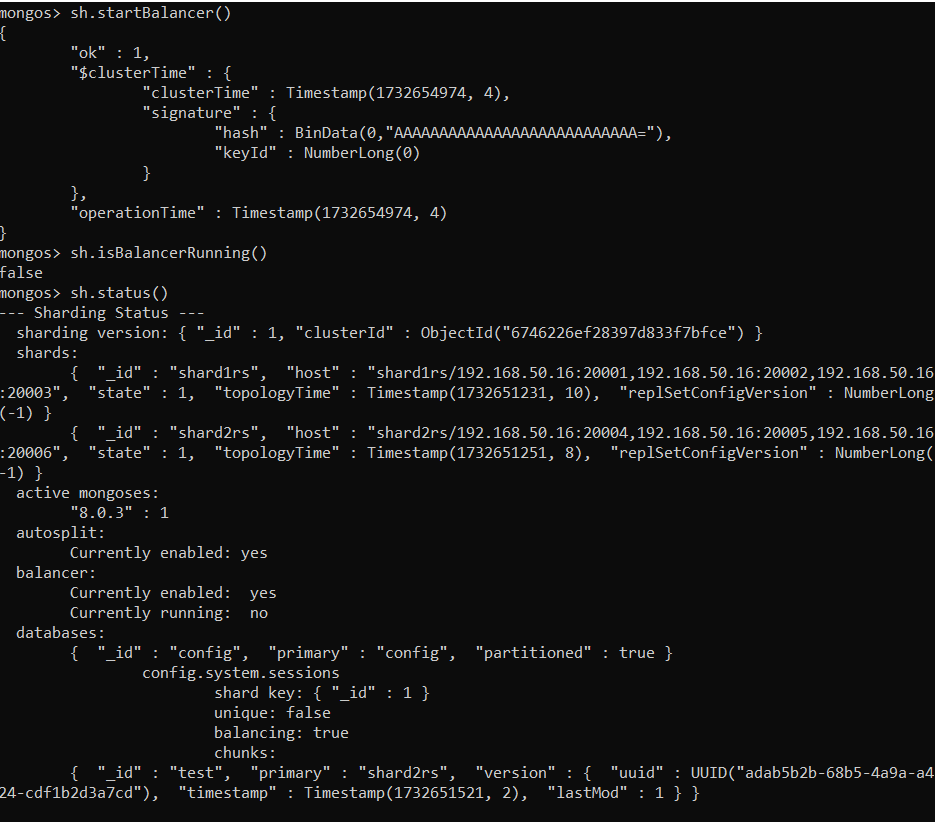 mongos> sh.startBalancer()
{
        "ok" : 1,
        "$clusterTime" : {
                "clusterTime" : Timestamp(1732654974, 4),
                "signature" : {
                        "hash" : BinData(0,"AAAAAAAAAAAAAAAAAAAAAAAAAAA="),
                        "keyId" : NumberLong(0)
                }
        },
        "operationTime" : Timestamp(1732654974, 4)
}
mongos> sh.isBalancerRunning()
false
mongos> sh.status()
--- Sharding Status ---
  sharding version: { "_id" : 1, "clusterId" : ObjectId("6746226ef28397d833f7bfce") }
  shards:
        {  "_id" : "shard1rs",  "host" : "shard1rs/192.168.50.16:20001,192.168.50.16:20002,192.168.50.16
:20003",  "state" : 1,  "topologyTime" : Timestamp(1732651231, 10),  "replSetConfigVersion" : NumberLong
(-1) }
        {  "_id" : "shard2rs",  "host" : "shard2rs/192.168.50.16:20004,192.168.50.16:20005,192.168.50.16
:20006",  "state" : 1,  "topologyTime" : Timestamp(1732651251, 8),  "replSetConfigVersion" : NumberLong(
-1) }
  active mongoses:
        "8.0.3" : 1
  autosplit:
        Currently enabled: yes
  balancer:
        Currently enabled:  yes
        Currently running:  no
  databases:
        {  "_id" : "config",  "primary" : "config",  "partitioned" : true }
                config.system.sessions
                        shard key: { "_id" : 1 }
                        unique: false
                        balancing: true
                        chunks:
        {  "_id" : "test",  "primary" : "shard2rs",  "version" : {  "uuid" : UUID("adab5b2b-68b5-4a9a-a4
24-cdf1b2d3a7cd"),  "timestamp" : Timestamp(1732651521, 2),  "lastMod" : 1 } }